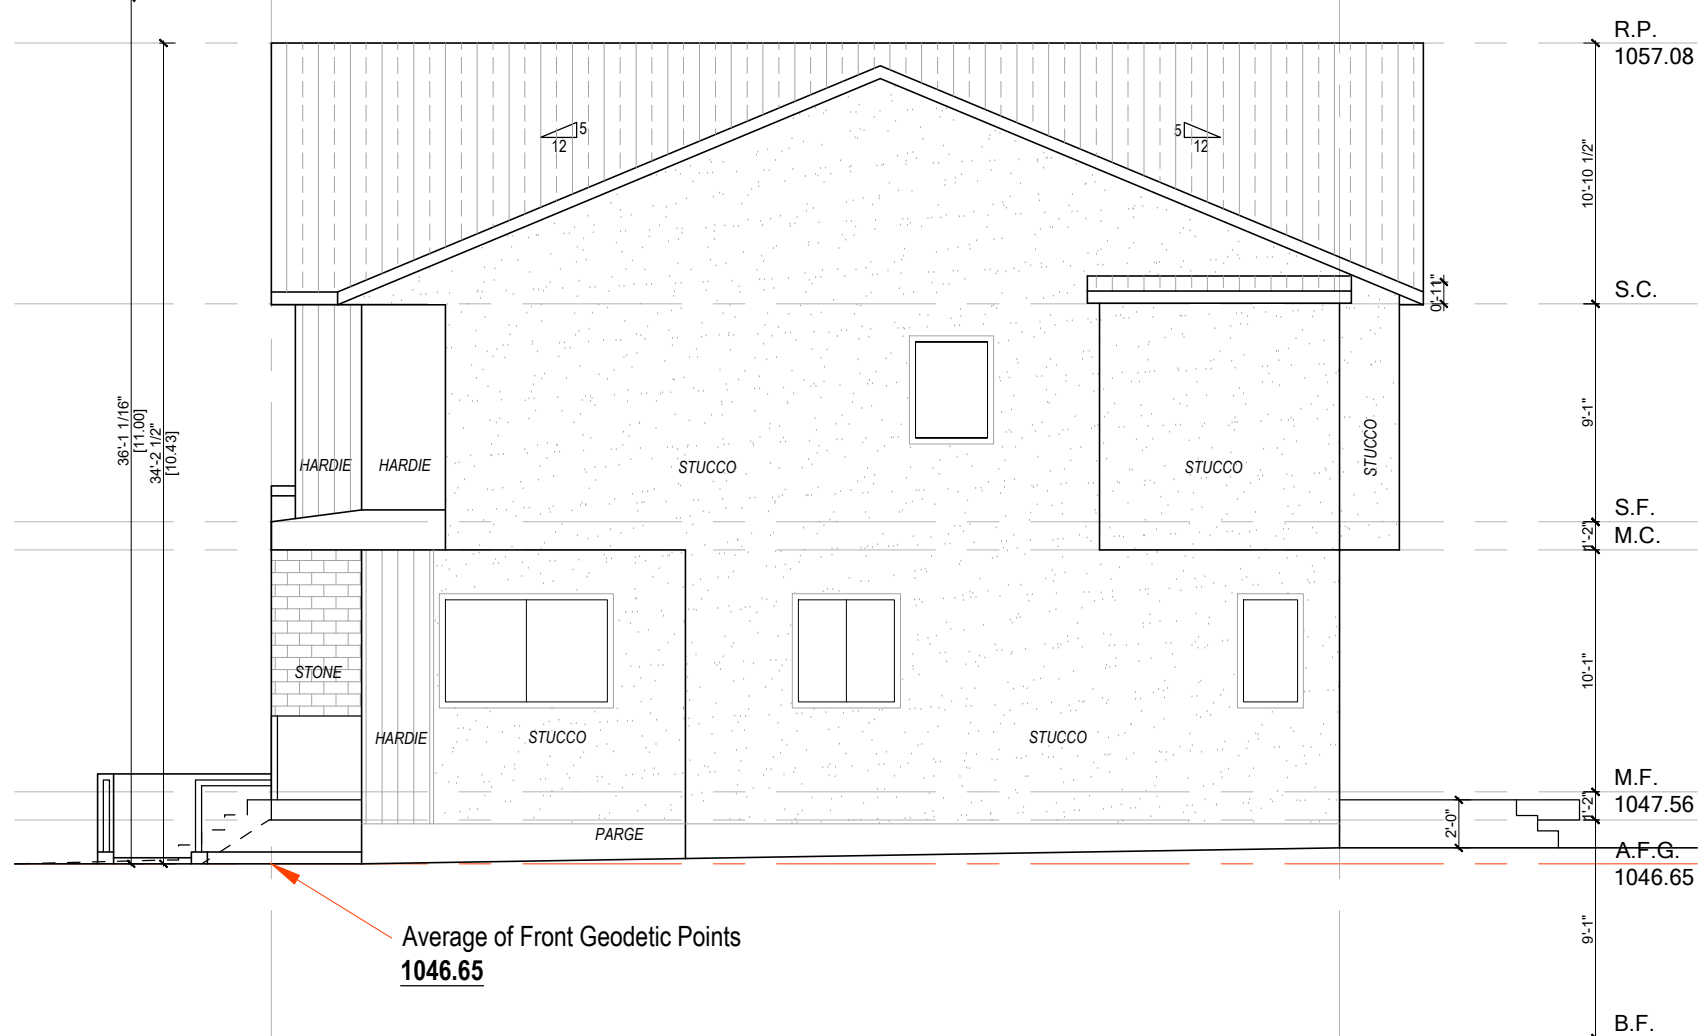 R.P.
1057.08
5
12
5
12
10'-10 1/2"
0'-11"
S.C.
36'-1 1/16"
[11.00]
34'-2 1/2"
[10.43]
9'-1"
HARDIE
HARDIE
STUCCO
STUCCO
STUCCO
S.F.
1'-2"
M.C.
STONE
10'-1"
HARDIE
STUCCO
STUCCO
M.F.
1047.56
1'-2"
2'-0"
PARGE
A.F.G.
1046.65
Average of Front Geodetic Points
1046.65
9'-1"
B.F.